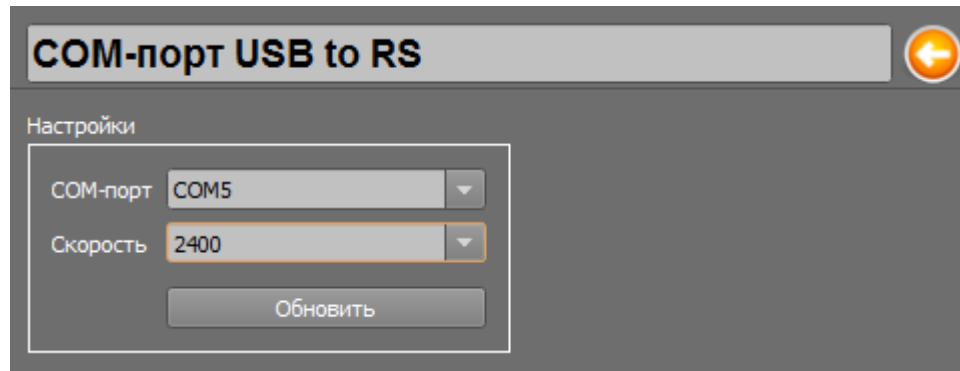 COM-порт USB to RS
Настройки
COM-порт COM5
Скорость 2400
Обновить